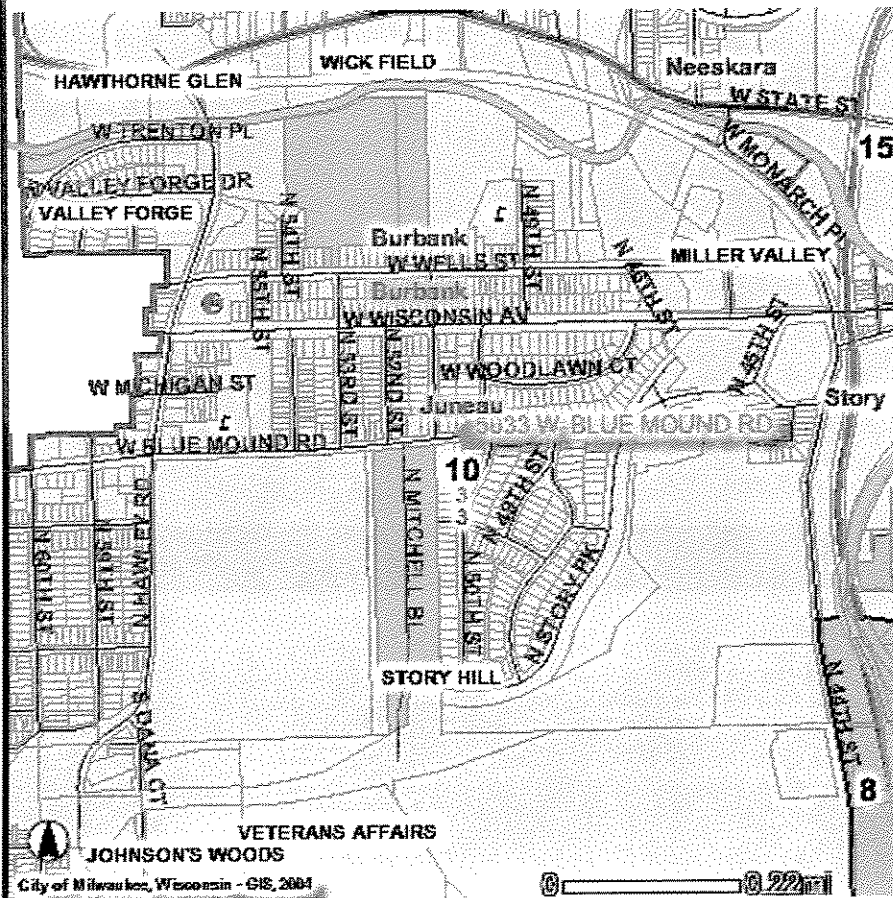 WICK FIELD
HAWTHORNE GLEN
Neeskara
W STATE ST
W TRENTON PL
15
W MONARCH PL
W VALLEY FORGE DR
VALLEY FORGE
N 54TH ST
N 49TH ST
Burbank
W WELLS ST
N 46TH ST
MILLER VALLEY
N 55TH ST
Burbank
W WISCONSIN AV
N 53RD ST
N 52ND ST
W WOODLAWN CT
N 45TH ST
W MICHIGAN ST
Juneau
Story
5033 W. BLUE MOUND RD
W BLUE MOUND RD
10
N 49TH ST
N MITCHELL BL
N HAWLEY RD
N 60TH ST
N 59TH ST
N 50TH ST
N STORY PK
STORY HILL
N 44TH ST
S DANA CT
8
VETERANS AFFAIRS
JOHNSON'S WOODS
City of Milwaukee, Wisconsin - GIS, 2004
0
0.22mi